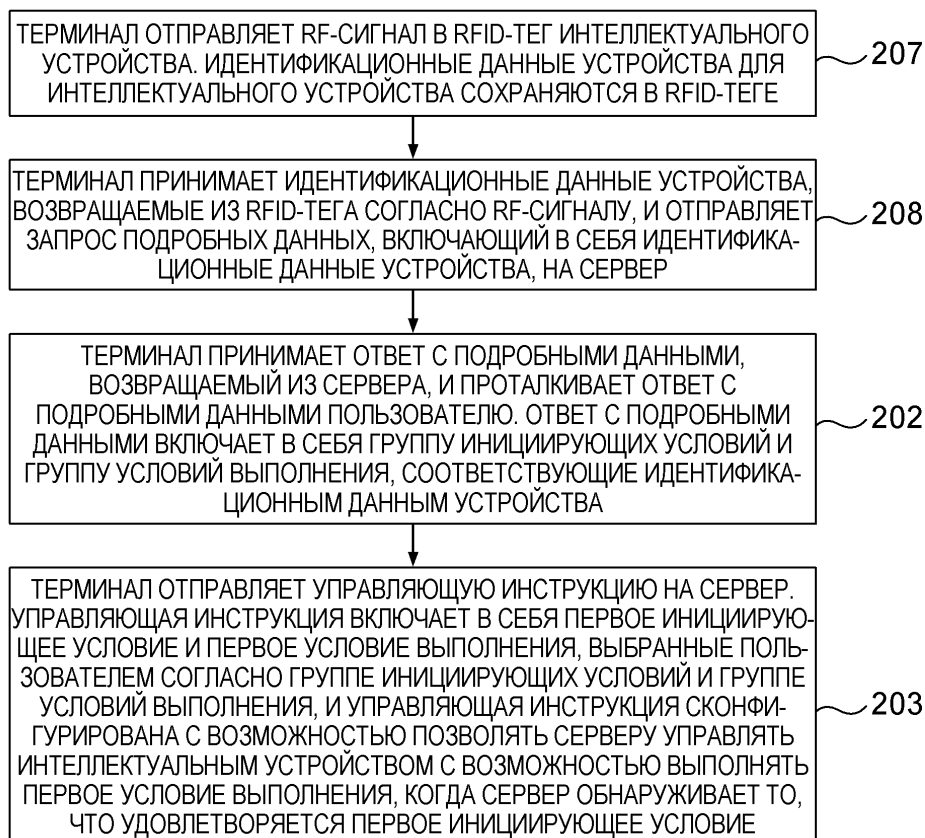 ТЕРМИНАЛ ОТПРАВЛЯЕТ RF-СИГНАЛ В RFID-ТЕГ ИНТЕЛЛЕКТУАЛЬНОГО
УСТРОЙСТВА. ИДЕНТИФИКАЦИОННЫЕ ДАННЫЕ УСТРОЙСТВА ДЛЯ
ИНТЕЛЛЕКТУАЛЬНОГО УСТРОЙСТВА СОХРАНЯЮТСЯ В RFID-ТЕГЕ
207
ТЕРМИНАЛ ПРИНИМАЕТ ИДЕНТИФИКАЦИОННЫЕ ДАННЫЕ УСТРОЙСТВА,
ВОЗВРАЩАЕМЫЕ ИЗ RFID-ТЕГА СОГЛАСНО RF-СИГНАЛУ, И ОТПРАВЛЯЕТ
ЗАПРОС ПОДРОБНЫХ ДАННЫХ, ВКЛЮЧАЮЩИЙ В СЕБЯ ИДЕНТИФИКА-
ЦИОННЫЕ ДАННЫЕ УСТРОЙСТВА, НА СЕРВЕР
208
ТЕРМИНАЛ ПРИНИМАЕТ ОТВЕТ С ПОДРОБНЫМИ ДАННЫМИ,
ВОЗВРАЩАЕМЫЙ ИЗ СЕРВЕРА, И ПРОТАЛКИВАЕТ ОТВЕТ С
ПОДРОБНЫМИ ДАННЫМИ ПОЛЬЗОВАТЕЛЮ. ОТВЕТ С ПОДРОБНЫМИ
ДАННЫМИ ВКЛЮЧАЕТ В СЕБЯ ГРУППУ ИНИЦИИРУЮЩИХ УСЛОВИЙ И
ГРУППУ УСЛОВИЙ ВЫПОЛНЕНИЯ, СООТВЕТСТВУЮЩИЕ ИДЕНТИФИКА-
ЦИОННЫМ ДАННЫМ УСТРОЙСТВА
202
ТЕРМИНАЛ ОТПРАВЛЯЕТ УПРАВЛЯЮЩУЮ ИНСТРУКЦИЮ НА СЕРВЕР.
УПРАВЛЯЮЩАЯ ИНСТРУКЦИЯ ВКЛЮЧАЕТ В СЕБЯ ПЕРВОЕ ИНИЦИИРУЮ-
ЩЕЕ УСЛОВИЕ И ПЕРВОЕ УСЛОВИЕ ВЫПОЛНЕНИЯ, ВЫБРАННЫЕ ПОЛЬ-
ЗОВАТЕЛЕМ СОГЛАСНО ГРУППЕ ИНИЦИИРУЮЩИХ УСЛОВИЙ И ГРУППЕ
УСЛОВИЙ ВЫПОЛНЕНИЯ, И УПРАВЛЯЮЩАЯ ИНСТРУКЦИЯ СКОНФИ-
ГУРИРОВАНА С ВОЗМОЖНОСТЬЮ ПОЗВОЛЯТЬ СЕРВЕРУ УПРАВЛЯТЬ
ИНТЕЛЛЕКТУАЛЬНЫМ УСТРОЙСТВОМ С ВОЗМОЖНОСТЬЮ ВЫПОЛНЯТЬ
ПЕРВОЕ УСЛОВИЕ ВЫПОЛНЕНИЯ, КОГДА СЕРВЕР ОБНАРУЖИВАЕТ ТО,
ЧТО УДОВЛЕТВОРЯЕТСЯ ПЕРВОЕ ИНИЦИИРУЮЩЕЕ УСЛОВИЕ
203